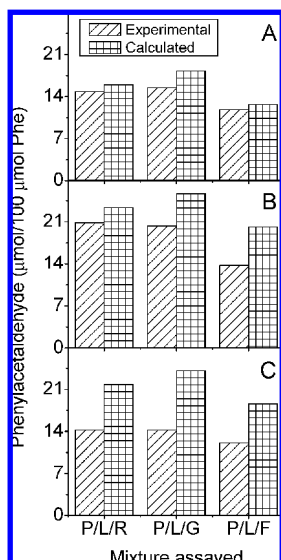 Experimental
Calculated
A
21
14
7
0
B
21
14
7
0
C
21
14
7
0
Phenylacetaldehyde (μmol/100 μmol Phe)
P/L/R P/L/G P/L/F
Mixture assayed